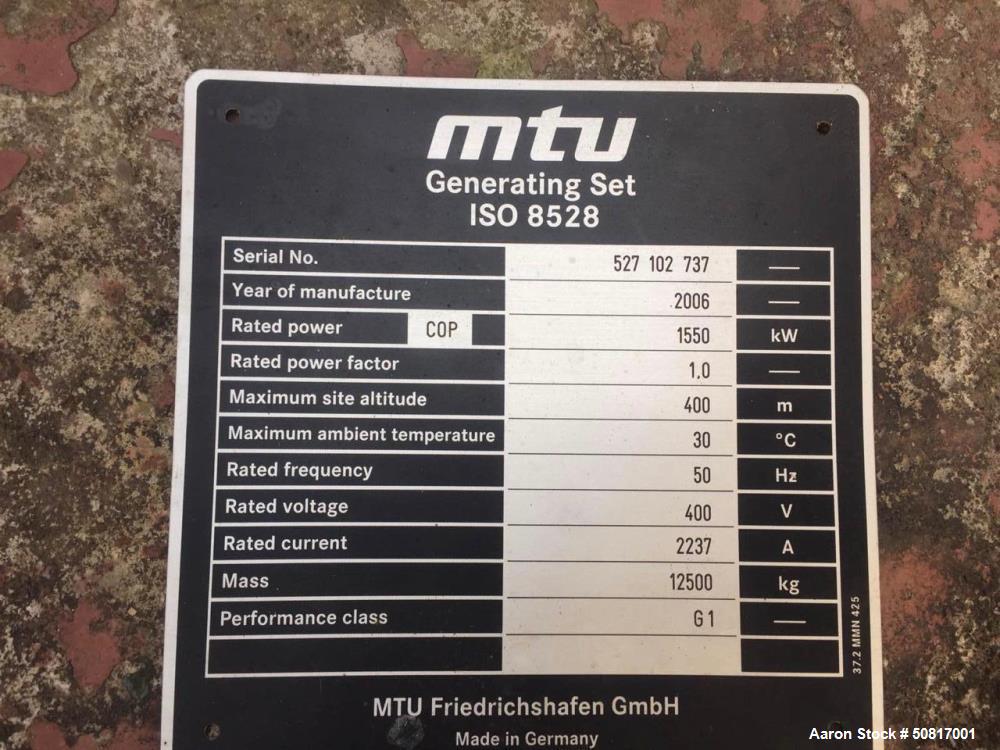 mtu
Generating Set
ISO 8528
Serial No. 527 102 737 —
Year of manufacture 2006 —
Rated power COP 1550 kW
Rated power factor 1.0 —
Maximum site altitude 400 m
Maximum ambient temperature 30 °C
Rated frequency 50 Hz
Rated voltage 400 V
Rated current 2237 A
Mass 12500 kg
Performance class G1 —
37.2 MMN 425
MTU Friedrichshafen GmbH
Made in Germany
Aaron Stock # 50817001